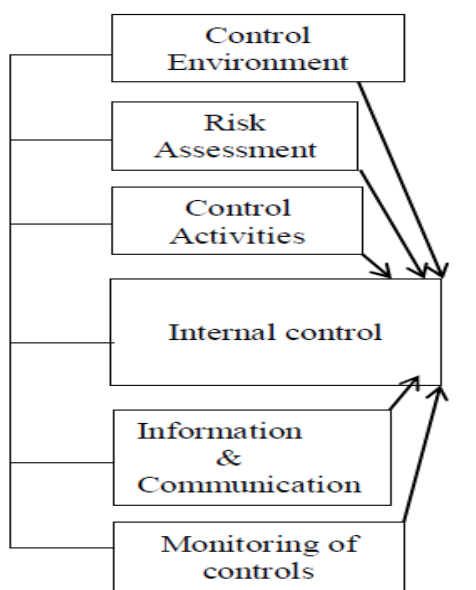 Control
Environment
Risk
Assessment
Control
Activities
Internal control
Information
&
Communication
Monitoring of
controls